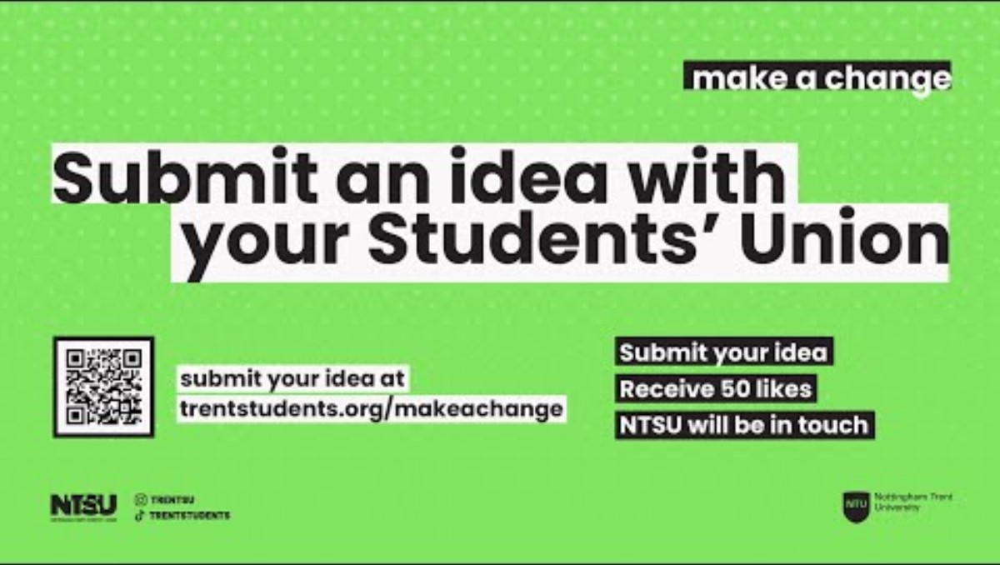 make a change
Submit an idea with
your Students’ Union
submit your idea at
trentstudents.org/makeachange
Submit your idea
Receive 50 likes
NTSU will be in touch
NTSU
TRENTSU
TRENTSTUDENTS
NTU
Nottingham Trent
University